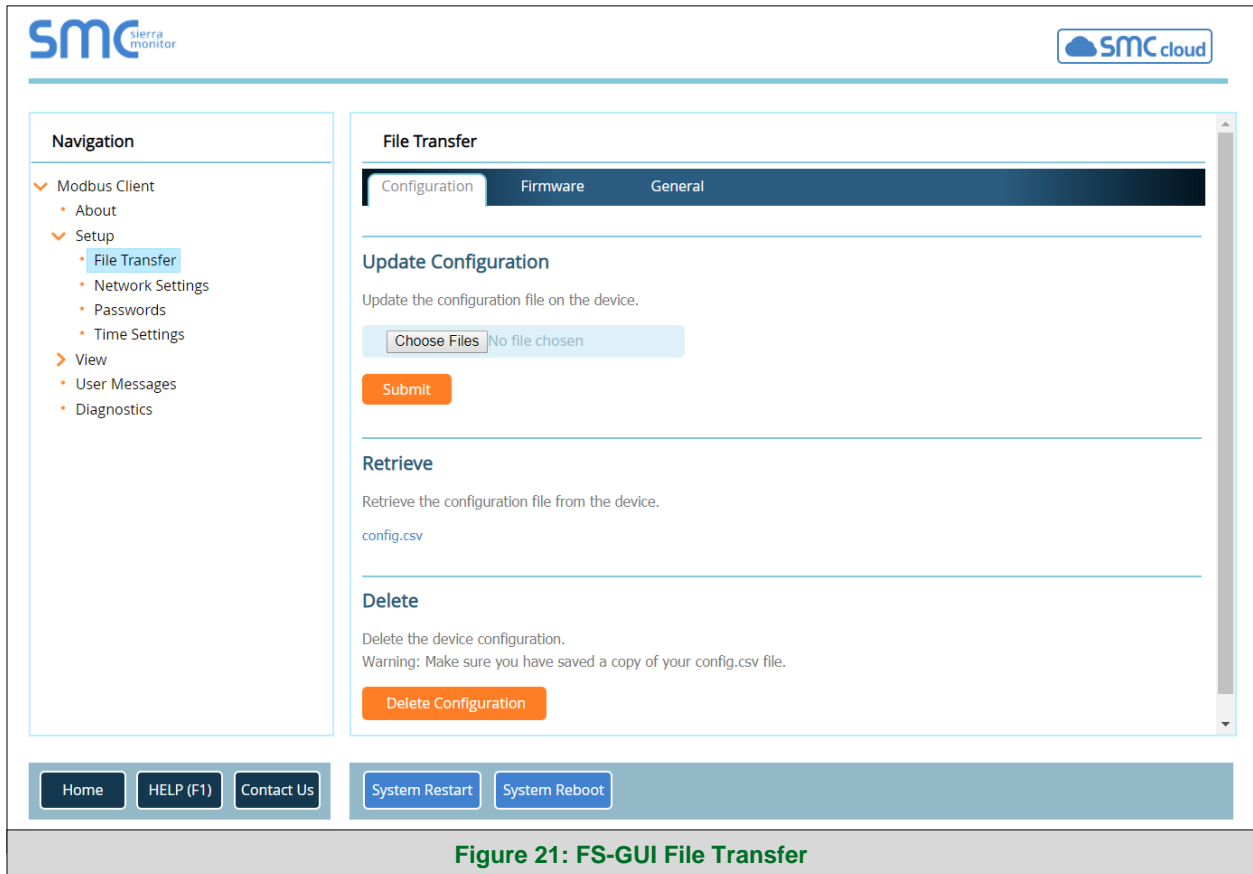 SMC sierra monitor
SMC cloud
Navigation
Modbus Client
About
Setup
File Transfer
Network Settings
Passwords
Time Settings
View
User Messages
Diagnostics
File Transfer
Configuration Firmware General
Update Configuration
Update the configuration file on the device.
Choose Files No file chosen
Submit
Retrieve
Retrieve the configuration file from the device.
config.csv
Delete
Delete the device configuration.
Warning: Make sure you have saved a copy of your config.csv file.
Delete Configuration
Home HELP (F1) Contact Us System Restart System Reboot
Figure 21: FS-GUI File Transfer